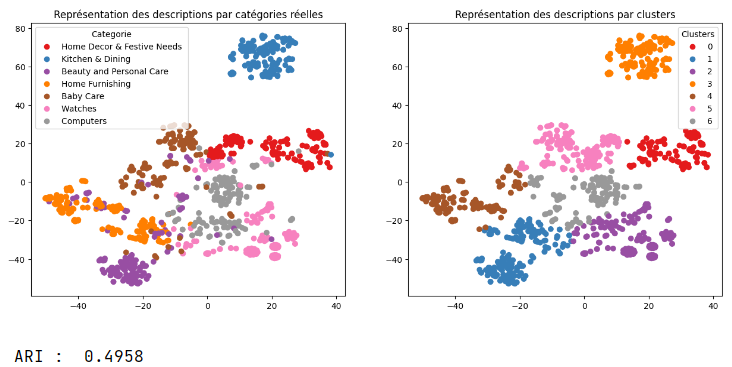 Représentation des descriptions par catégories réelles
Représentation des descriptions par clusters
80
60
40
20
0
−20
−40
−40
−20
0
20
40
Categorie
Home Decor & Festive Needs
Kitchen & Dining
Beauty and Personal Care
Home Furnishing
Baby Care
Watches
Computers
80
60
40
20
0
−20
−40
−40
−20
0
20
40
Clusters
0
1
2
3
4
5
6
ARI :  0.4958